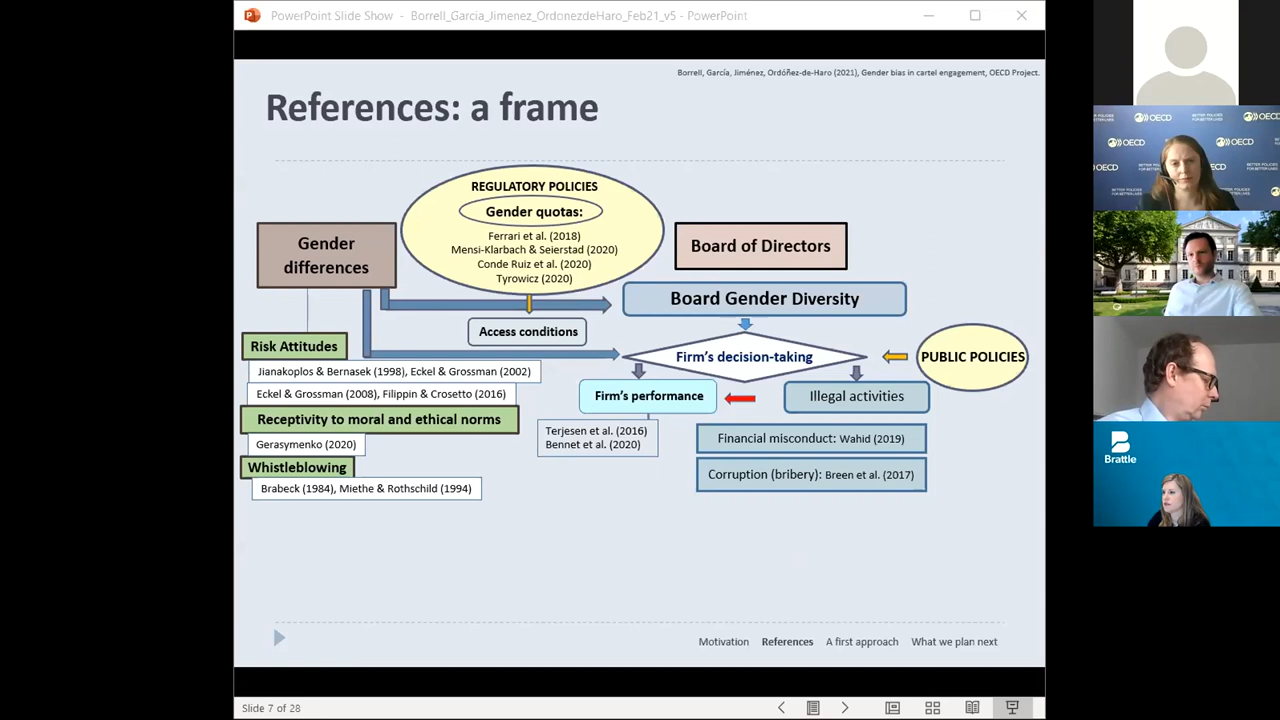 PowerPoint Slide Show - Borrell_Garcia_Jimenez_OrdonezdeHaro_Feb21_v5 - PowerPoint
Borrell, García, Jiménez, Ordóñez-de-Haro (2021), Gender bias in cartel engagement, OECD Project.
References: a frame
REGULATORY POLICIES
Gender quotas:
Ferrari et al. (2018)
Mensi-Klarbach & Seierstad (2020)
Conde Ruiz et al. (2020)
Tyrowicz (2020)
Gender
differences
Board of Directors
Board Gender Diversity
Access conditions
Firm's decision-taking
PUBLIC POLICIES
Risk Attitudes
Jianakoplos & Bernasek (1998), Eckel & Grossman (2002)
Eckel & Grossman (2008), Filippin & Crosetto (2016)
Receptivity to moral and ethical norms
Gerasymenko (2020)
Whistleblowing
Brabeck (1984), Miethe & Rothschild (1994)
Firm's performance
Illegal activities
Terjesen et al. (2016)
Bennet et al. (2020)
Financial misconduct: Wahid (2019)
Corruption (bribery): Breen et al. (2017)
Motivation References A first approach What we plan next
Slide 7 of 28
OECD
OECD
OECD
Brattle